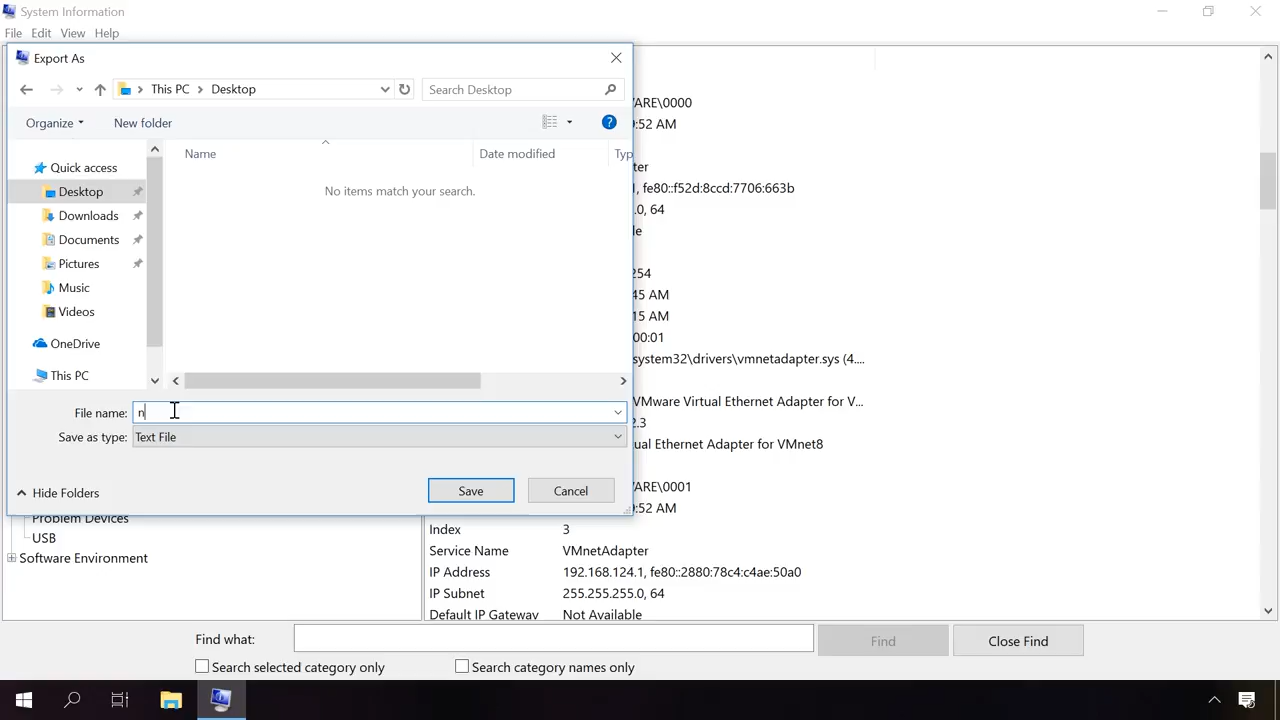 System Information
File Edit View Help
Export As
This PC Desktop
Search Desktop
Organize New folder
Name Date modified Typ
No items match your search.
Quick access
Desktop
Downloads
Documents
Pictures
Music
Videos
OneDrive
This PC
File name: n
Save as type: Text File
Hide Folders
Save Cancel
ARE\0000
:52 AM
ter
, fe80::f52d:8ccd:7706:663b
.0, 64
le
254
45 AM
15 AM
00:01
system32\drivers\vmnetadapter.sys (4....
VMware Virtual Ethernet Adapter for V...
2.3
ual Ethernet Adapter for VMnet8
ARE\0001
:52 AM
Problem Devices
USB
Software Environment
Index 3
Service Name VMnetAdapter
IP Address 192.168.124.1, fe80::2880:78c4:c4ae:50a0
IP Subnet 255.255.255.0, 64
Default IP Gateway Not Available
Find what:
Find
Close Find
Search selected category only
Search category names only